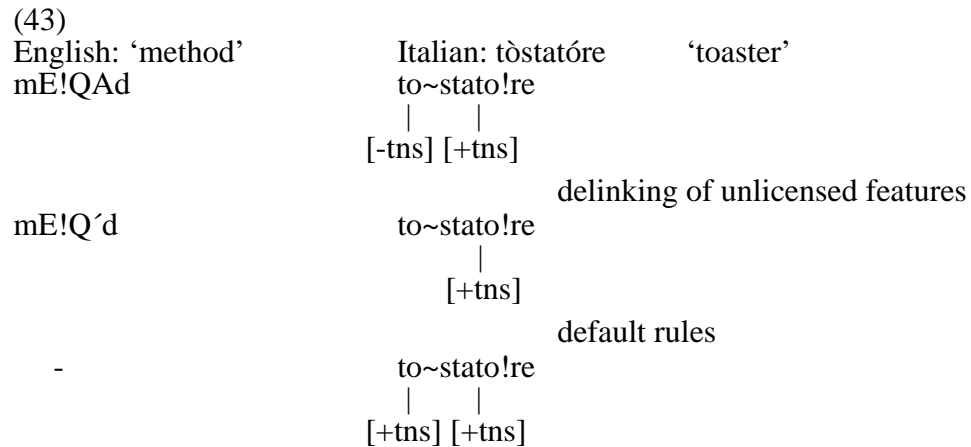 (43)
English: ‘method’ Italian: tòstatóre ‘toaster’
mE!QAd to~stato!re
| |
[-tns] [+tns]
delinking of unlicensed features
mE!Q´d to~stato!re
|
[+tns]
default rules
- to~stato!re
| |
[+tns] [+tns]